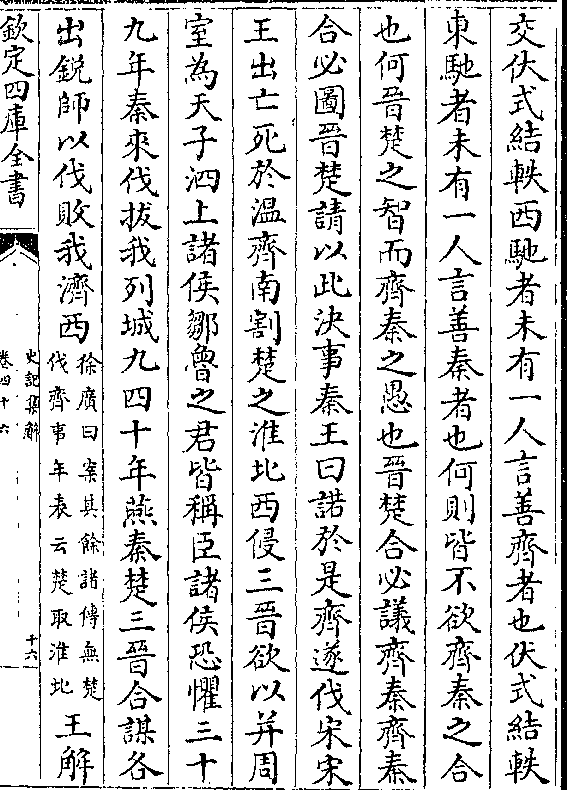 交伏式結軼西馳者未有一人言善齊者也伏式結軼
東馳者未有一人言善秦者也何則皆不欲齊秦之合
也何晉楚之智而齊秦之愚也晉楚合必議齊秦齊秦
合必圖晉楚請以此決事秦王曰諾於是齊遂伐宋宋
王出亡死於溫齊南割楚之淮北西侵三晉欲以并周
室為天子泗上諸侯鄒魯之君皆稱臣諸侯恐懼三十
九年秦來伐拔我列城九四十年燕秦楚三晉合謀各
出銳師以伐敗我濟西
徐廣曰案其餘諸傳無楚
伐齊事年表云楚取淮北
王解
欽定四庫全書
史記集解
卷四十六
十六